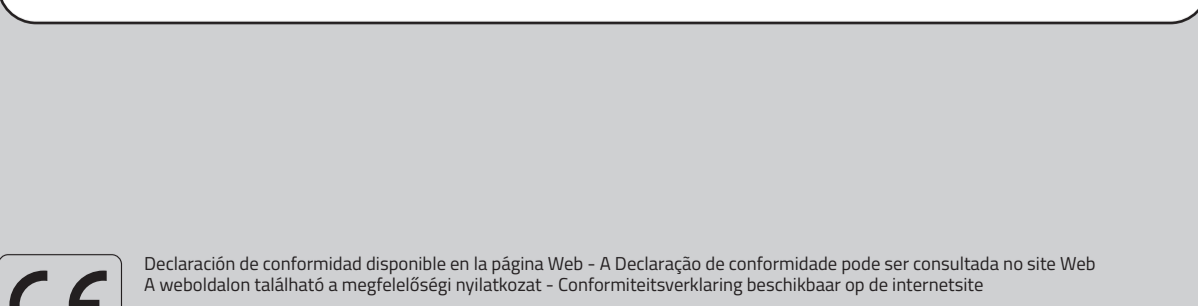 Declaración de conformidad disponible en la página Web - A Declaração de conformidade pode ser consultada no site Web
A weboldalon található a megfelelőségi nyilatkozat - Conformiteitsverklaring beschikbaar op de internetsite